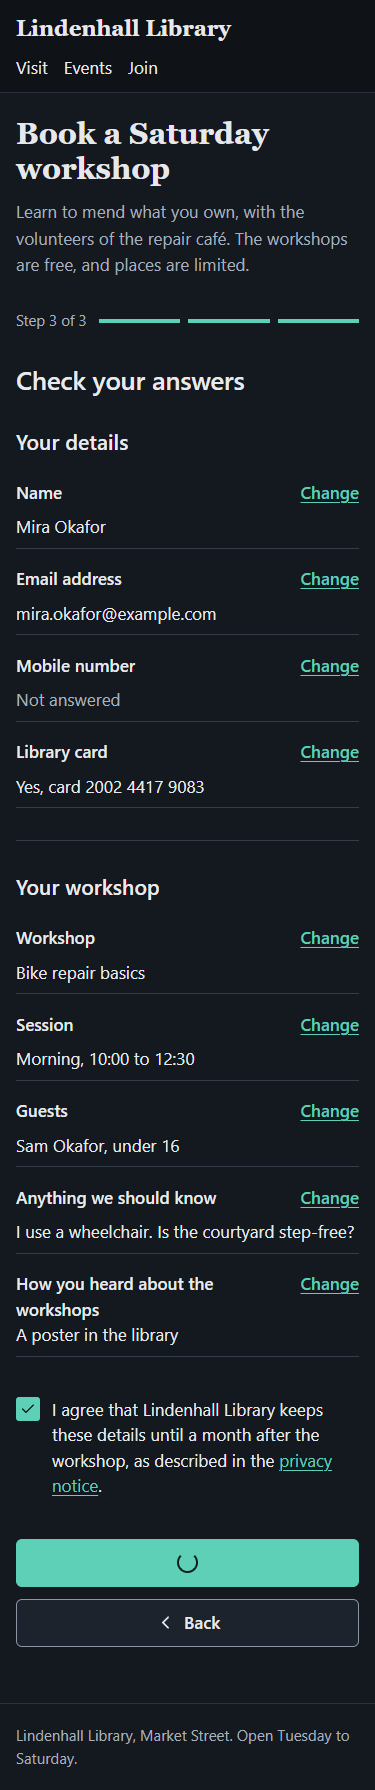 Lindenhall Library
Visit Events Join
Book a Saturday
workshop
Learn to mend what you own, with the
volunteers of the repair café. The workshops
are free, and places are limited.
Step 3 of 3
Check your answers
Your details
Name Change
Mira Okafor
Email address Change
mira.okafor@example.com
Mobile number Change
Not answered
Library card Change
Yes, card 2002 4417 9083
Your workshop
Workshop Change
Bike repair basics
Session Change
Morning, 10:00 to 12:30
Guests Change
Sam Okafor, under 16
Anything we should know Change
I use a wheelchair. Is the courtyard step-free?
How you heard about the Change
workshops
A poster in the library
I agree that Lindenhall Library keeps
these details until a month after the
workshop, as described in the privacy
notice.
Back
Lindenhall Library, Market Street. Open Tuesday to
Saturday.